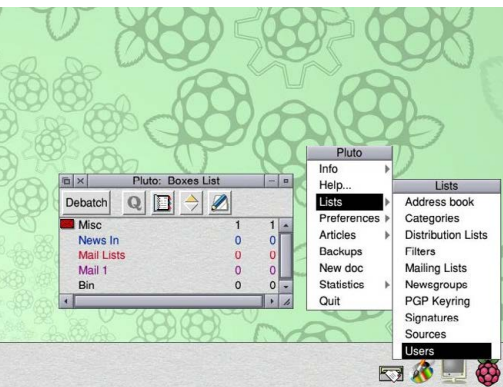 Pluto: Boxes List
Debatch
Q
Misc 1 1
News In 0 0
Mail Lists 0 0
Mail 1 0 0
Bin 0 0
Pluto
Info
Help...
Lists
Preferences
Articles
Backups
New doc
Statistics
Quit
Lists
Address book
Categories
Distribution Lists
Filters
Mailing Lists
Newsgroups
PGP Keyring
Signatures
Sources
Users